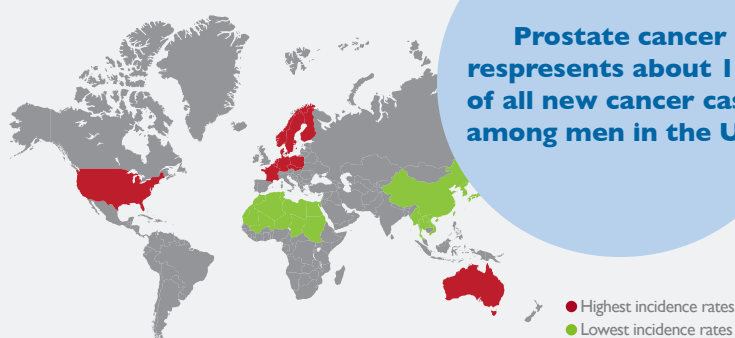 Prostate cancer
respresents about 1
of all new cancer
among men in the
Highest incidence rates
Lowest incidence rates